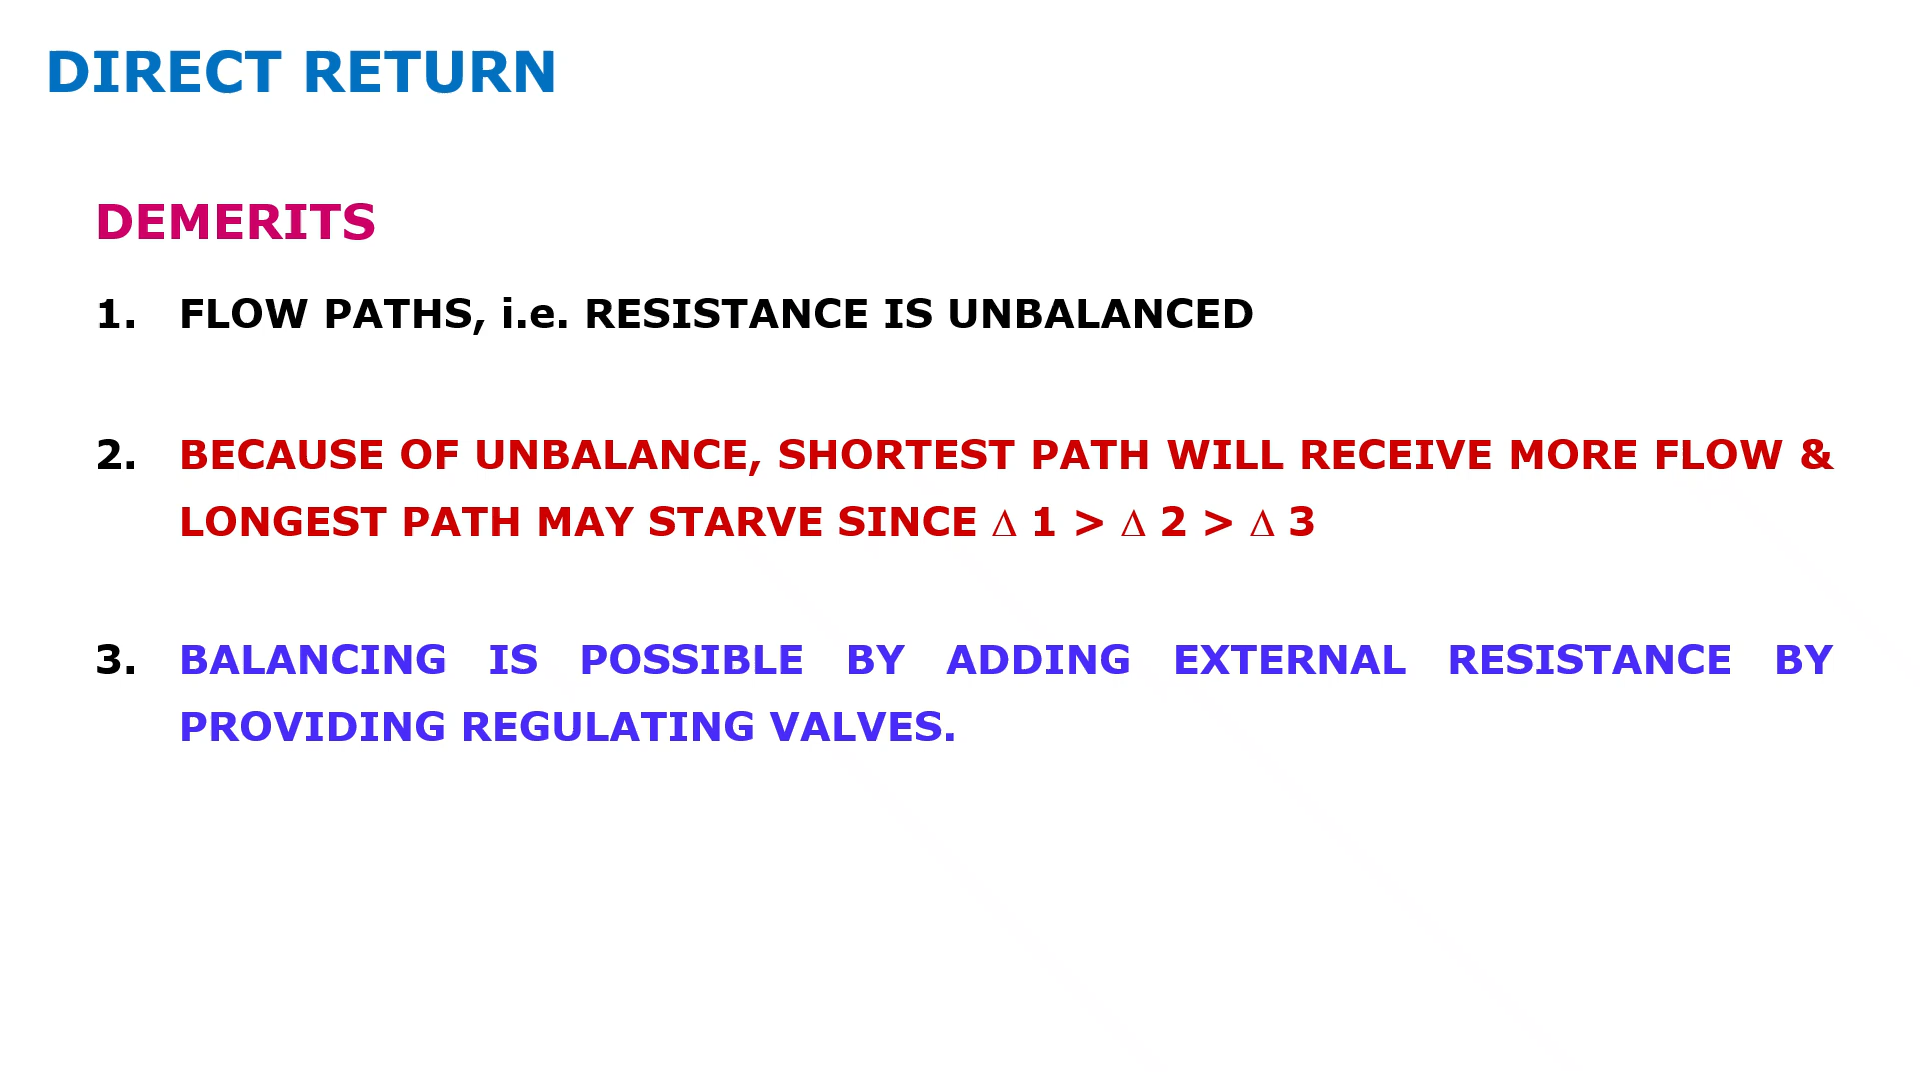 DIRECT RETURN
DEMERITS
1. FLOW PATHS, i.e. RESISTANCE IS UNBALANCED
2. BECAUSE OF UNBALANCE, SHORTEST PATH WILL RECEIVE MORE FLOW &
LONGEST PATH MAY STARVE SINCE Δ 1 > Δ 2 > Δ 3
3. BALANCING IS POSSIBLE BY ADDING EXTERNAL RESISTANCE BY
PROVIDING REGULATING VALVES.